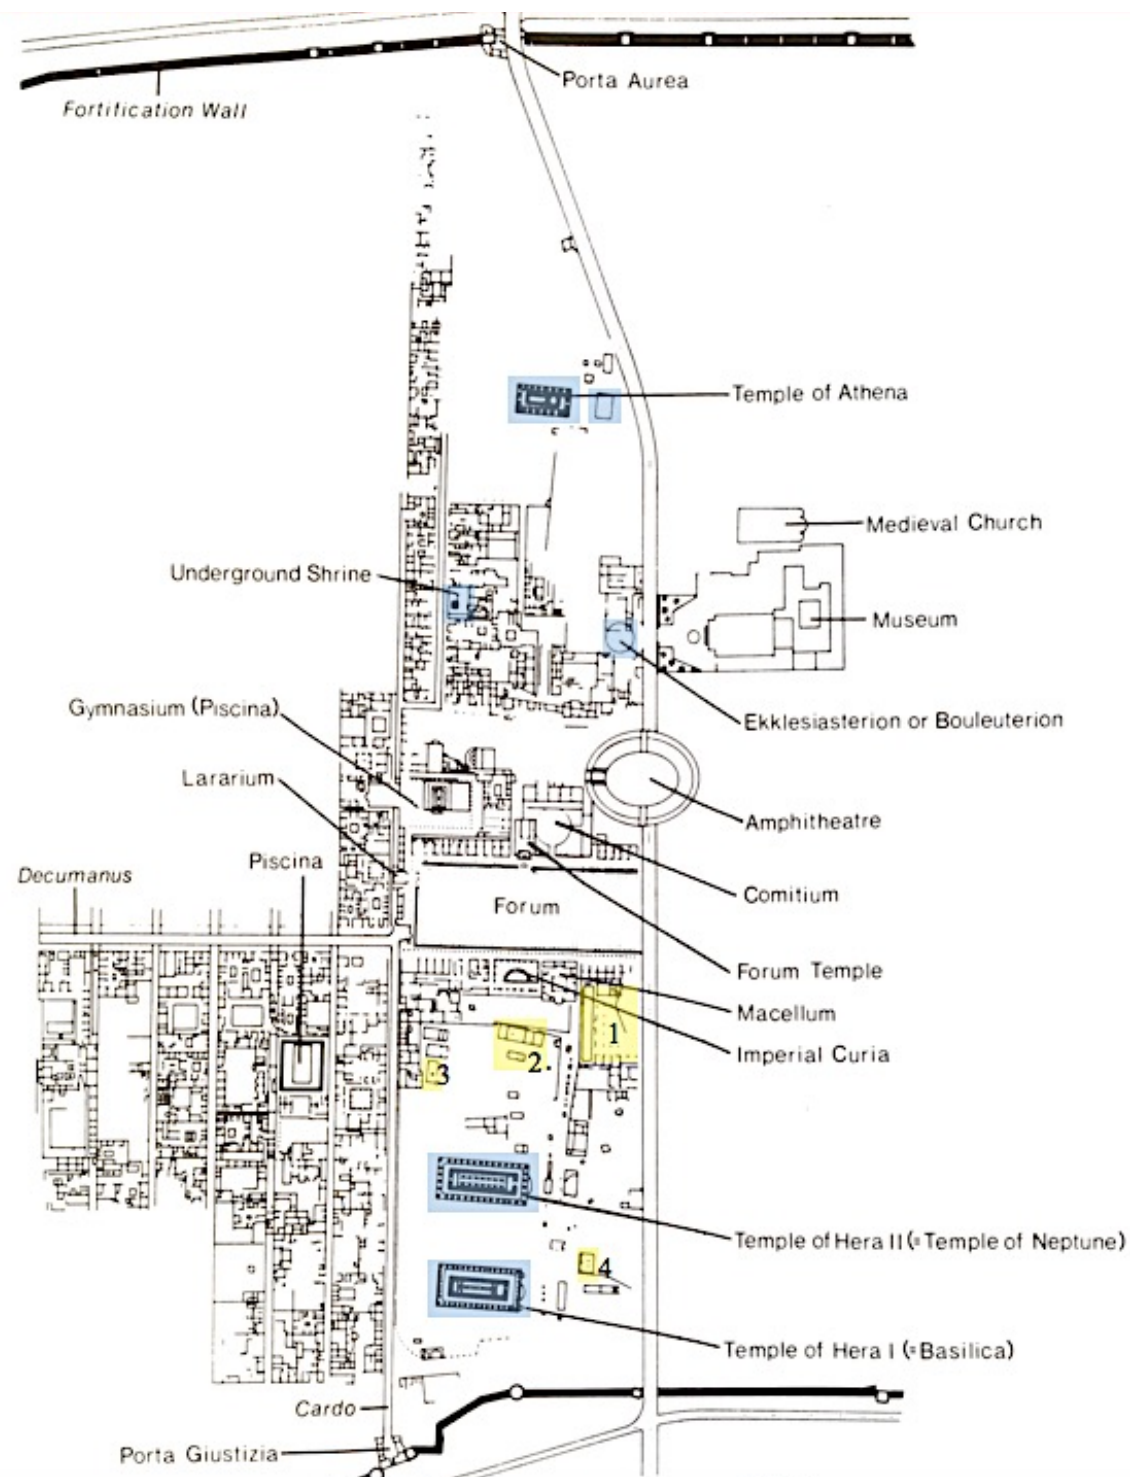 Porta Aurea
Fortification Wall
Temple of Athena
Medieval Church
Underground Shrine
Museum
Gymnasium (Piscina)
Ekklesiasterion or Bouleuterion
Lararium
Amphitheatre
Piscina
Decumanus
Comitium
Forum
Forum Temple
Macellum
1
Imperial Curia
2.
3
Temple of Hera II (= Temple of Neptune)
4
Temple of Hera I (= Basilica)
Cardo
Porta Giustizia